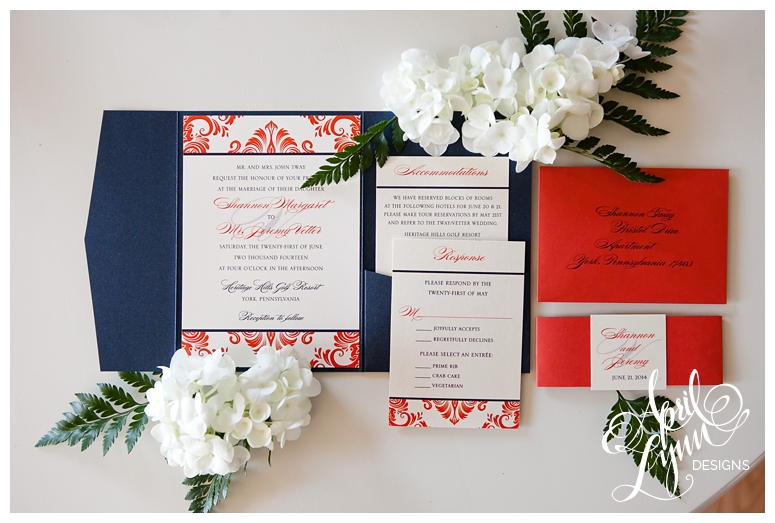 MR. AND MRS. JOHN TWAY
REQUEST THE HONOUR OF YOUR PR
AT THE MARRIAGE OF THEIR DAUGHTER
Shannon Margaret
TO
Mr. Jeremy Vetter
SATURDAY, THE TWENTY-FIRST OF JUNE
TWO THOUSAND FOURTEEN
AT FOUR O'CLOCK IN THE AFTERNOON
Heritage Hills Golf Resort
YORK, PENNSYLVANIA
Reception to follow
Accommodations
WE HAVE RESERVED BLOCKS OF ROOMS
AT THE FOLLOWING HOTELS FOR JUNE 20 & 21.
PLEASE MAKE YOUR RESERVATIONS BY MAY 21ST
AND REFER TO THE TWAY/VETTER WEDDING.
HERITAGE HILLS GOLF RESORT
Response
PLEASE RESPOND BY THE
TWENTY-FIRST OF MAY
M
JOYFULLY ACCEPTS
REGRETFULLY DECLINES
PLEASE SELECT AN ENTRÉE:
PRIME RIB
CRAB CAKE
VEGETARIAN
Shannon Tway
Bristol Drive
Apartment
York, Pennsylvania
Shannon
and
Jeremy
JUNE 21, 2014
April
Lynn
DESIGNS